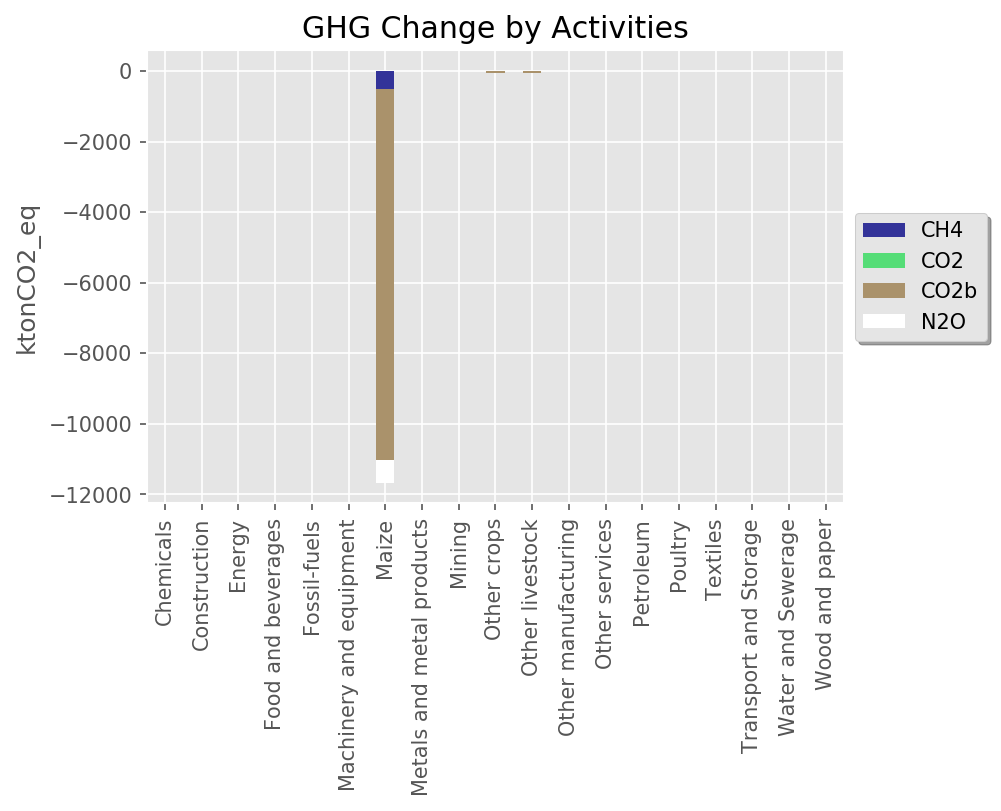 GHG Change by Activities
ktonCO2_eq
0
−2000
−4000
−6000
−8000
−10000
−12000
Chemicals
Construction
Energy
Food and beverages
Fossil-fuels
Machinery and equipment
Maize
Metals and metal products
Mining
Other crops
Other livestock
Other manufacturing
Other services
Petroleum
Poultry
Textiles
Transport and Storage
Water and Sewerage
Wood and paper
CH4
CO2
CO2b
N2O